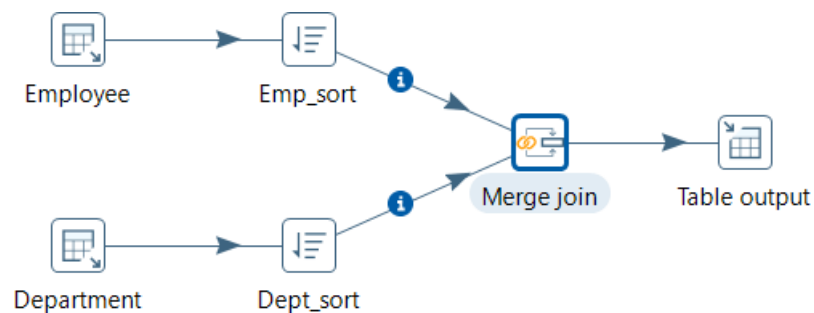 Employee
Emp_sort
Merge join
Table output
Department
Dept_sort